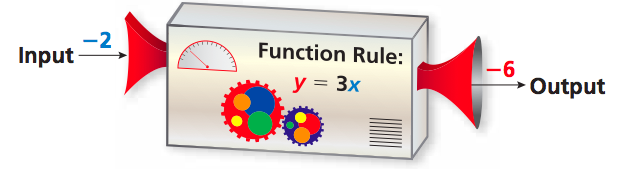 Input
-2
Function Rule:
y = 3x
-6
Output